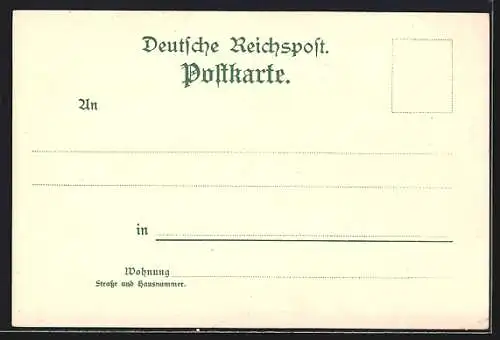 Deutsche Reichspost.
Postkarte.
An
in
Wohnung
Straße und Hausnummer.